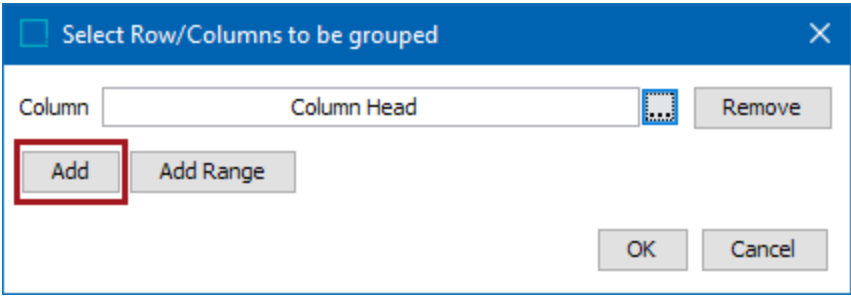 Select Row/Columns to be grouped
Column Column Head ... Remove
Add Add Range
OK Cancel